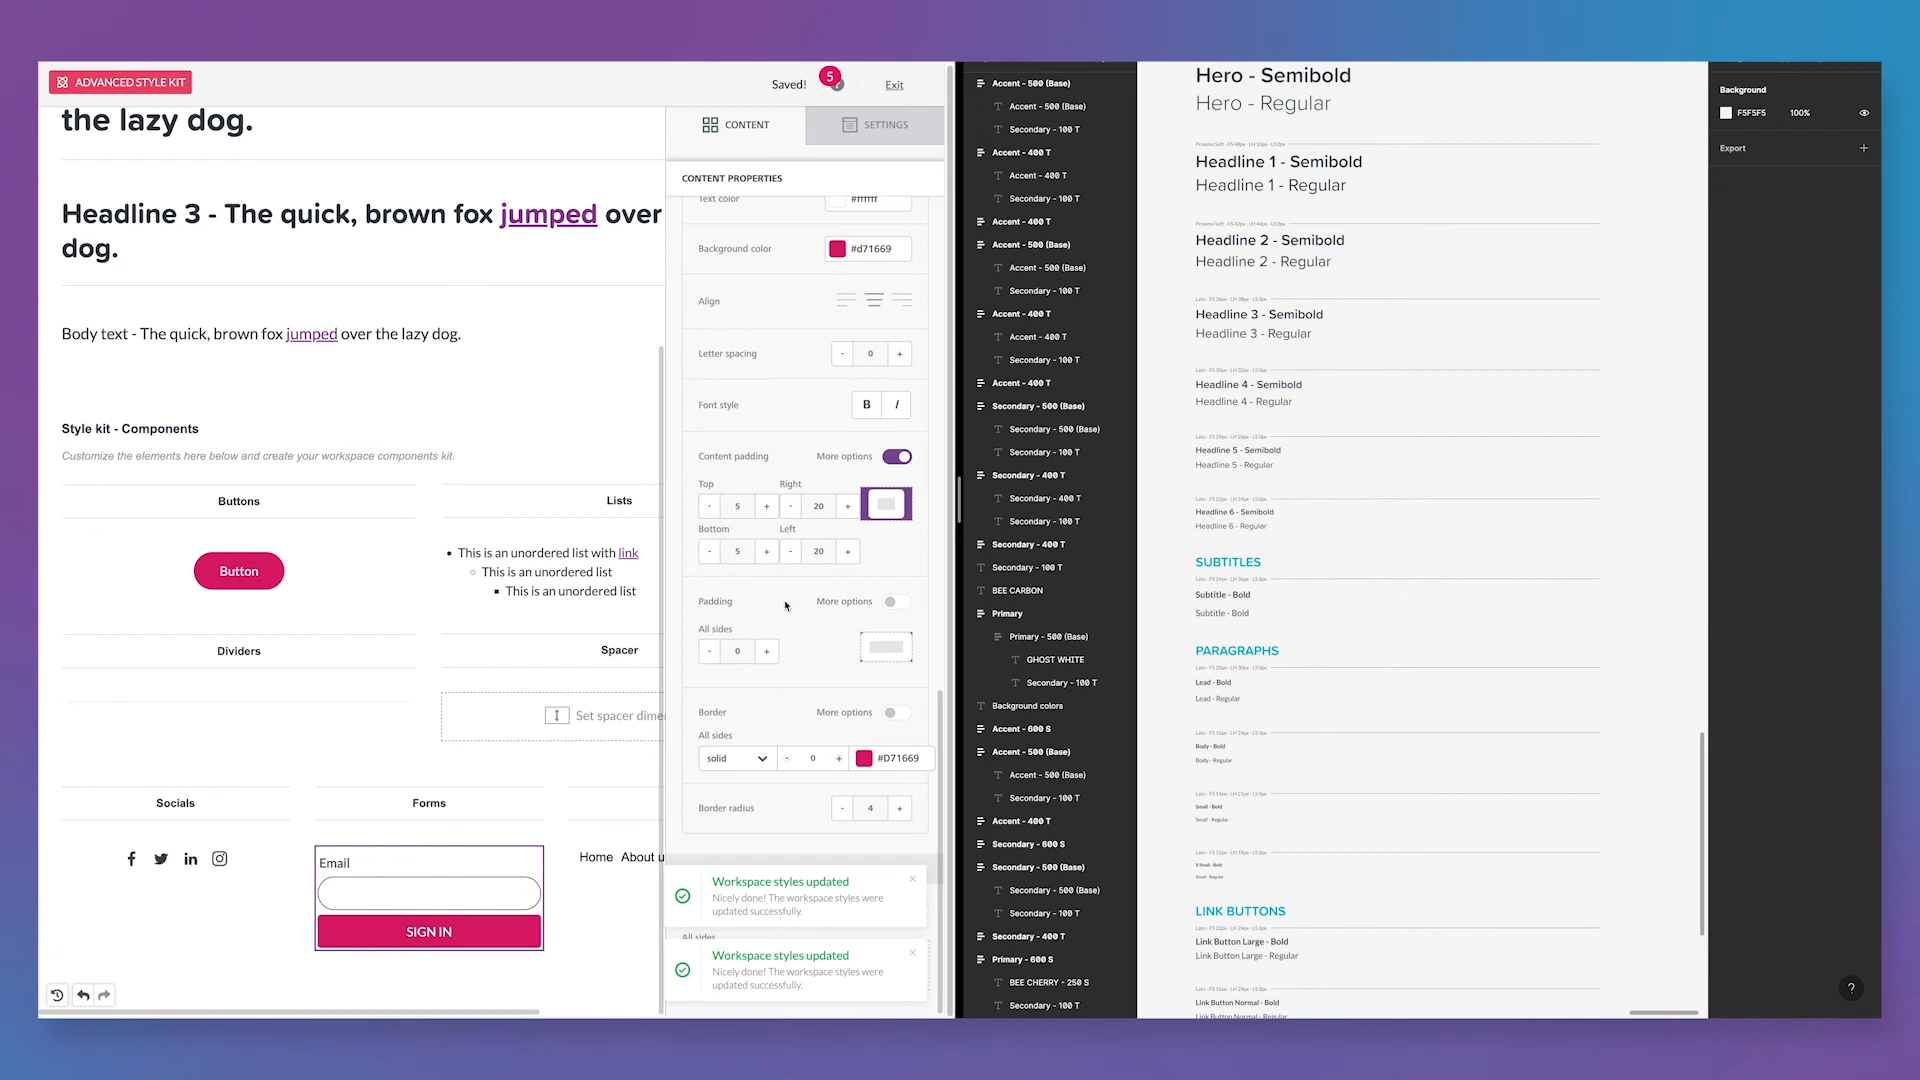 ADVANCED STYLE KIT
Saved!
5
Exit
the lazy dog.
Headline 3 - The quick, brown fox jumped over
dog.
Body text - The quick, brown fox jumped over the lazy dog.
Style kit - Components
Customize the elements here below and create your workspace components kit.
Buttons
Lists
Button
This is an unordered list with link
This is an unordered list
This is an unordered list
Dividers
Spacer
Set spacer dime
Socials
Forms
Email
SIGN IN
Home About u
CONTENT
SETTINGS
CONTENT PROPERTIES
Text color
#ffffff
Background color
#d71669
Align
Letter spacing
- 0 +
Font style
B I
Content padding
More options
Top
Right
- 5 +
- 20 +
Bottom
Left
- 5 +
- 20 +
Padding
More options
All sides
- 0 +
Border
More options
All sides
solid
- 0 +
#D71669
Border radius
- 4 +
Workspace styles updated
Nicely done! The workspace styles were
updated successfully.
All sides
Workspace styles updated
Nicely done! The workspace styles were
updated successfully.
Accent - 500 (Base)
Accent - 500 (Base)
Secondary - 100 T
Accent - 400 T
Accent - 400 T
Secondary - 100 T
Accent - 400 T
Accent - 500 (Base)
Accent - 500 (Base)
Secondary - 100 T
Accent - 400 T
Accent - 400 T
Secondary - 100 T
Accent - 400 T
Secondary - 500 (Base)
Secondary - 500 (Base)
Secondary - 100 T
Secondary - 400 T
Secondary - 400 T
Secondary - 100 T
Secondary - 400 T
Secondary - 100 T
BEE CARBON
Primary
Primary - 500 (Base)
GHOST WHITE
Secondary - 100 T
Background colors
Accent - 600 S
Accent - 500 (Base)
Accent - 500 (Base)
Secondary - 100 T
Accent - 400 T
Secondary - 600 S
Secondary - 500 (Base)
Secondary - 500 (Base)
Secondary - 100 T
Secondary - 400 T
Primary - 600 S
BEE CHERRY - 250 S
Secondary - 100 T
Hero - Semibold
Hero - Regular
Headline 1 - Semibold
Headline 1 - Regular
Headline 2 - Semibold
Headline 2 - Regular
Headline 3 - Semibold
Headline 3 - Regular
Headline 4 - Semibold
Headline 4 - Regular
Headline 5 - Semibold
Headline 5 - Regular
Headline 6 - Semibold
Headline 6 - Regular
SUBTITLES
Subtitle - Bold
Subtitle - Bold
PARAGRAPHS
Lead - Bold
Lead - Regular
Body - Bold
Body - Regular
Small - Bold
Small - Regular
X Small - Bold
Small - Regular
LINK BUTTONS
Link Button Large - Bold
Link Button Large - Regular
Link Button Normal - Bold
Link Button Normal - Regular
Background
F5F5F5 100%
Export +
?